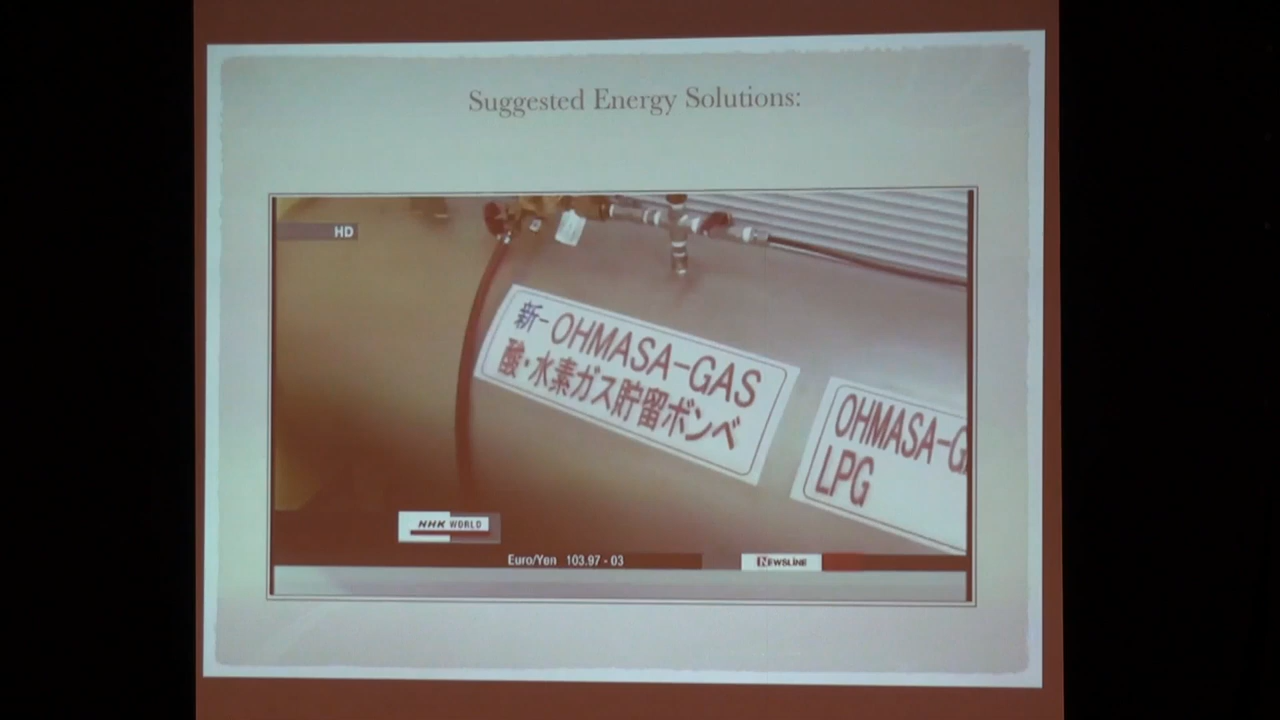 Suggested Energy Solutions:
HD
新-OHMASA-GAS
酸・水素ガス貯留ボンベ
OHMASA-G
LPG
NHK WORLD
Euro/Yen 103.97 - 03
NEWSLINE